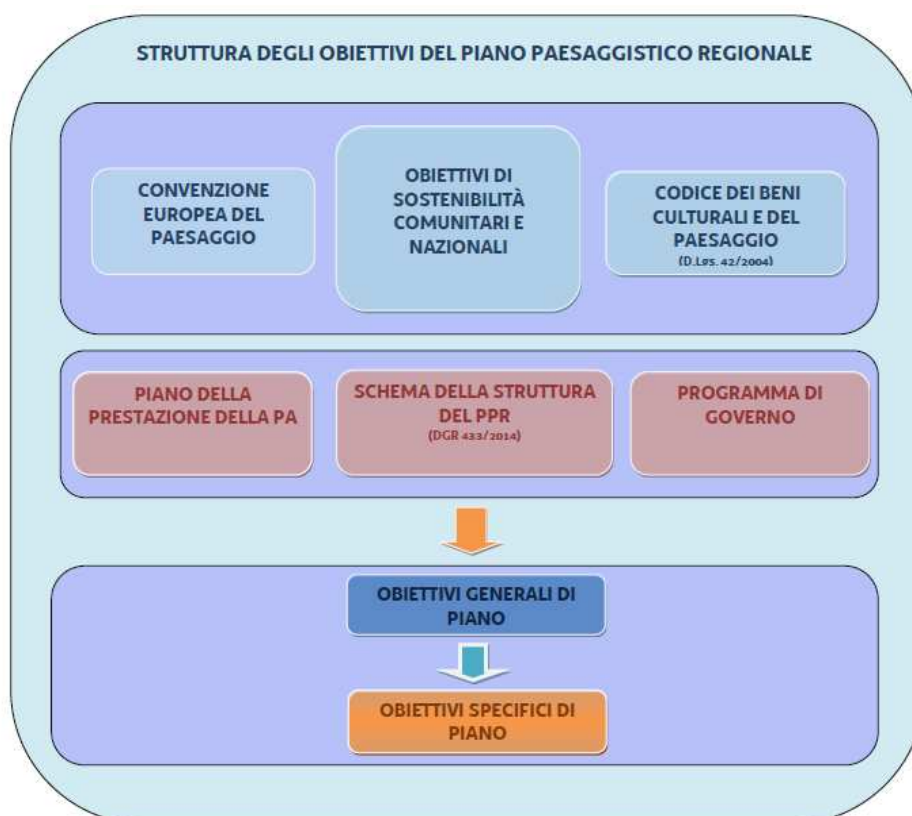 STRUTTURA DEGLI OBIETTIVI DEL PIANO PAESAGGISTICO REGIONALE
CONVENZIONE
EUROPEA DEL
PAESAGGIO
OBIETTIVI DI
SOSTENIBILITÀ
COMUNITARI E
NAZIONALI
CODICE DEI BENI
CULTURALI E DEL
PAESAGGIO
(D.Lgs. 42/2004)
PIANO DELLA
PRESTAZIONE DELLA PA
SCHEMA DELLA STRUTTURA
DEL PPR
(DGR 433/2014)
PROGRAMMA DI
GOVERNO
OBIETTIVI GENERALI DI
PIANO
OBIETTIVI SPECIFICI DI
PIANO